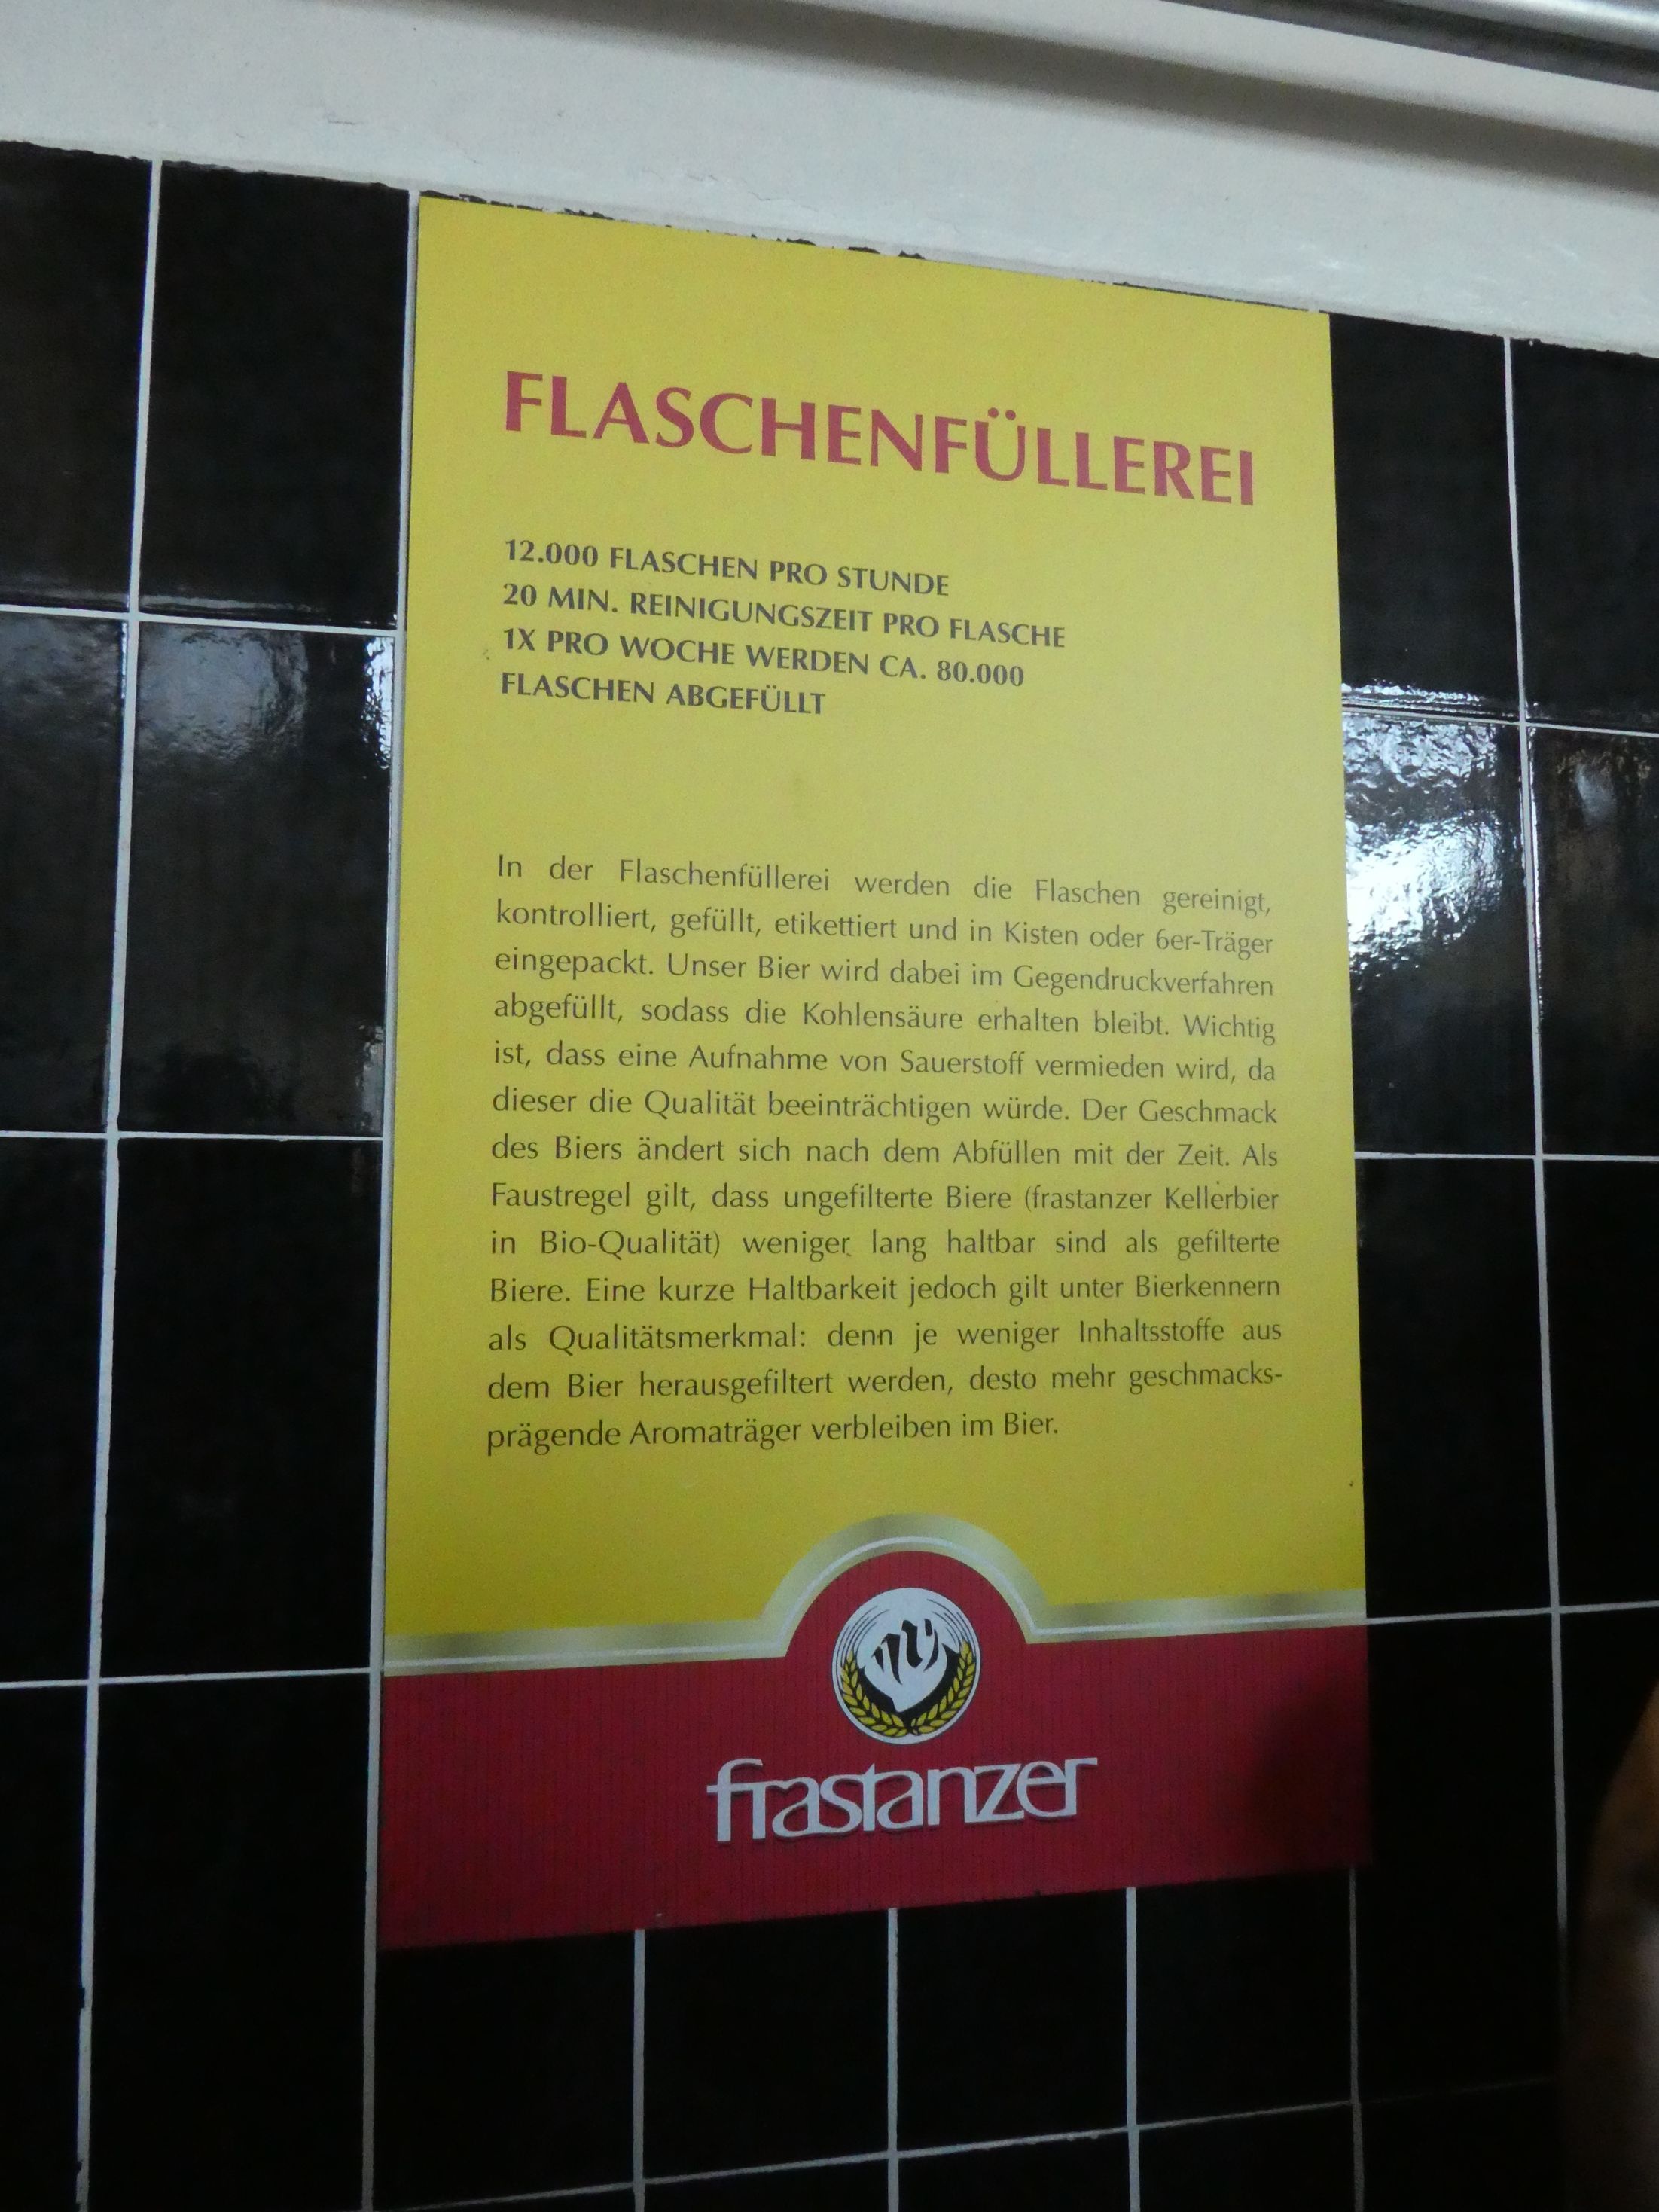 FLASCHENFÜLLEREI
12.000 FLASCHEN PRO STUNDE
20 MIN. REINIGUNGSZEIT PRO FLASCHE
1X PRO WOCHE WERDEN CA. 80.000
FLASCHEN ABGEFÜLLT
In der Flaschenfüllerei werden die Flaschen gereinigt,
kontrolliert, gefüllt, etikettiert und in Kisten oder 6er-Träger
eingepackt. Unser Bier wird dabei im Gegendruckverfahren
abgefüllt, sodass die Kohlensäure erhalten bleibt. Wichtig
ist, dass eine Aufnahme von Sauerstoff vermieden wird, da
dieser die Qualität beeinträchtigen würde. Der Geschmack
des Biers ändert sich nach dem Abfüllen mit der Zeit. Als
Faustregel gilt, dass ungefilterte Biere (frastanzer Kellerbier
in Bio-Qualität) weniger lang haltbar sind als gefilterte
Biere. Eine kurze Haltbarkeit jedoch gilt unter Bierkennern
als Qualitätsmerkmal: denn je weniger Inhaltsstoffe aus
dem Bier herausgefiltert werden, desto mehr geschmacks-
prägende Aromaträger verbleiben im Bier.
frastanzer